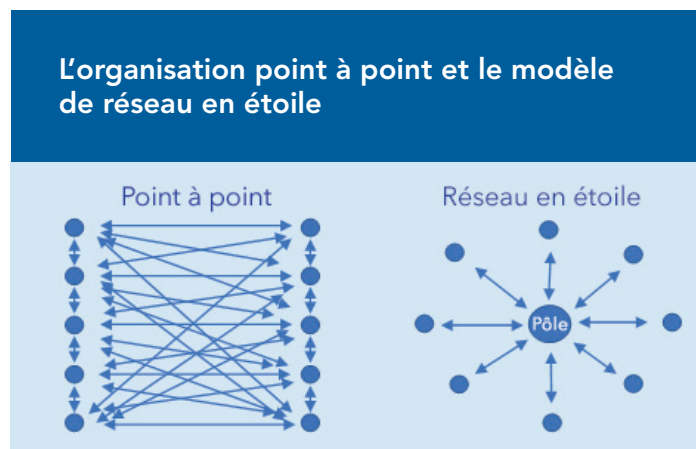 L'organisation point à point et le modèle
de réseau en étoile
Point à point
Réseau en étoile
Pôle